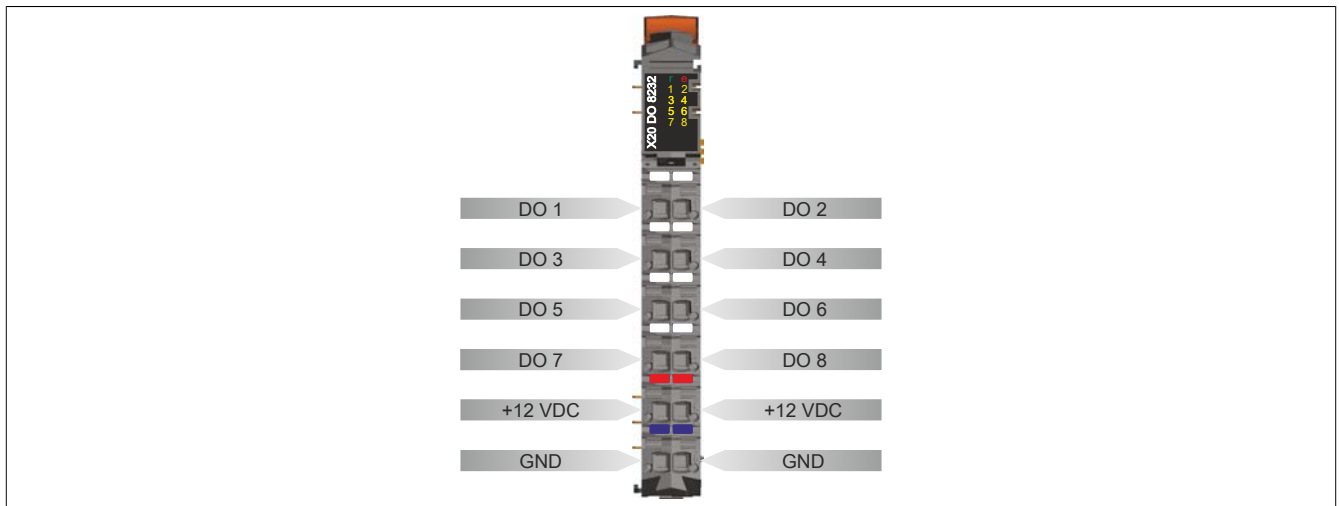 X20 DO 8232
r e
1 2
3 4
5 6
7 8
DO 1 DO 2
DO 3 DO 4
DO 5 DO 6
DO 7 DO 8
+12 VDC +12 VDC
GND GND